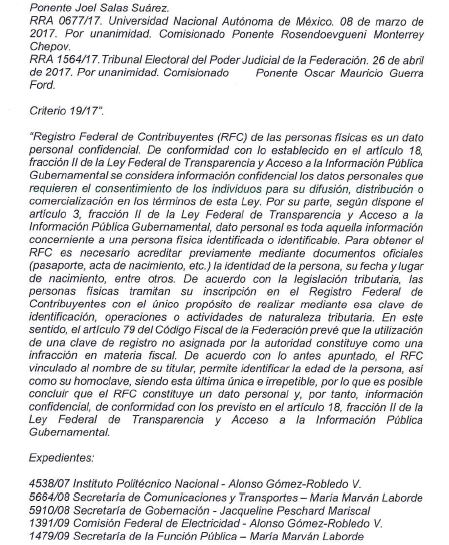 Ponente Joel Salas Suárez.
RRA 0677/17. Universidad Nacional Autónoma de México. 08 de marzo de
2017. Por unanimidad. Comisionado Ponente Rosendoevgueni Monterrey
Chepov.
RRA 1564/17.Tribunal Electoral del Poder Judicial de la Federación. 26 de abril
de 2017. Por unanimidad. Comisionado Ponente Oscar Mauricio Guerra
Ford.
Criterio 19/17".
"Registro Federal de Contribuyentes (RFC) de las personas físicas es un dato
personal confidencial. De conformidad con lo establecido en el artículo 18,
fracción II de la Ley Federal de Transparencia y Acceso a la Información Pública
Gubernamental se considera información confidencial los datos personales que
requieren el consentimiento de los individuos para su difusión, distribución o
comercialización en los términos de esta Ley. Por su parte, según dispone el
artículo 3, fracción II de la Ley Federal de Transparencia y Acceso a la
Información Pública Gubernamental, dato personal es toda aquella información
concerniente a una persona física identificada o identificable. Para obtener el
RFC es necesario acreditar previamente mediante documentos oficiales
(pasaporte, acta de nacimiento, etc.) la identidad de la persona, su fecha y lugar
de nacimiento, entre otros. De acuerdo con la legislación tributaria, las
personas físicas tramitan su inscripción en el Registro Federal de
Contribuyentes con el único propósito de realizar mediante esa clave de
identificación, operaciones o actividades de naturaleza tributaria. En este
sentido, el artículo 79 del Código Fiscal de la Federación prevé que la utilización
de una clave de registro no asignada por la autoridad constituye como una
infracción en materia fiscal. De acuerdo con lo antes apuntado, el RFC
vinculado al nombre de su titular, permite identificar la edad de la persona, así
como su homoclave, siendo esta última única e irrepetible, por lo que es posible
concluir que el RFC constituye un dato personal y, por tanto, información
confidencial, de conformidad con los previsto en el artículo 18, fracción II de la
Ley Federal de Transparencia y Acceso a la Información Pública
Gubernamental.
Expedientes:
4538/07 Instituto Politécnico Nacional - Alonso Gómez-Robledo V.
5664/08 Secretaría de Comunicaciones y Transportes – María Marván Laborde
5910/08 Secretaría de Gobernación - Jacqueline Peschard Mariscal
1391/09 Comisión Federal de Electricidad - Alonso Gómez-Robledo V.
1479/09 Secretaría de la Función Pública – María Marván Laborde